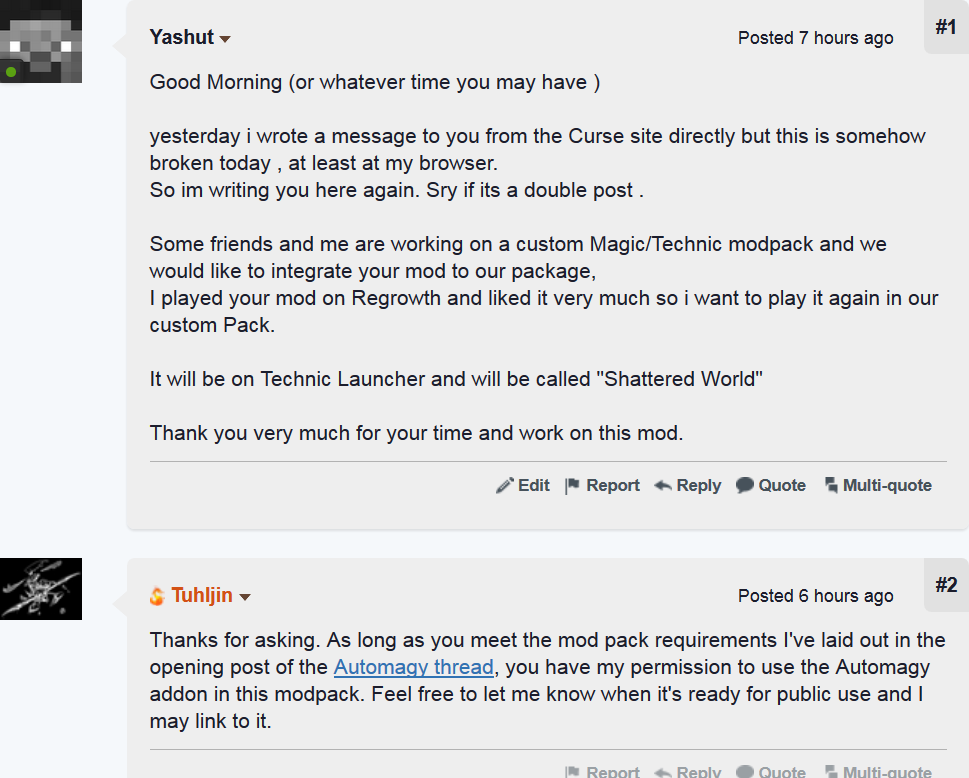 Yashut
Posted 7 hours ago
#1
Good Morning (or whatever time you may have )
yesterday i wrote a message to you from the Curse site directly but this is somehow
broken today , at least at my browser.
So im writing you here again. Sry if its a double post .
Some friends and me are working on a custom Magic/Technic modpack and we
would like to integrate your mod to our package,
I played your mod on Regrowth and liked it very much so i want to play it again in our
custom Pack.
It will be on Technic Launcher and will be called "Shattered World"
Thank you very much for your time and work on this mod.
Edit Report Reply Quote Multi-quote
Tuhljin
Posted 6 hours ago
#2
Thanks for asking. As long as you meet the mod pack requirements I've laid out in the
opening post of the Automagy thread, you have my permission to use the Automagy
addon in this modpack. Feel free to let me know when it's ready for public use and I
may link to it.
Report Reply Quote Multi-quote